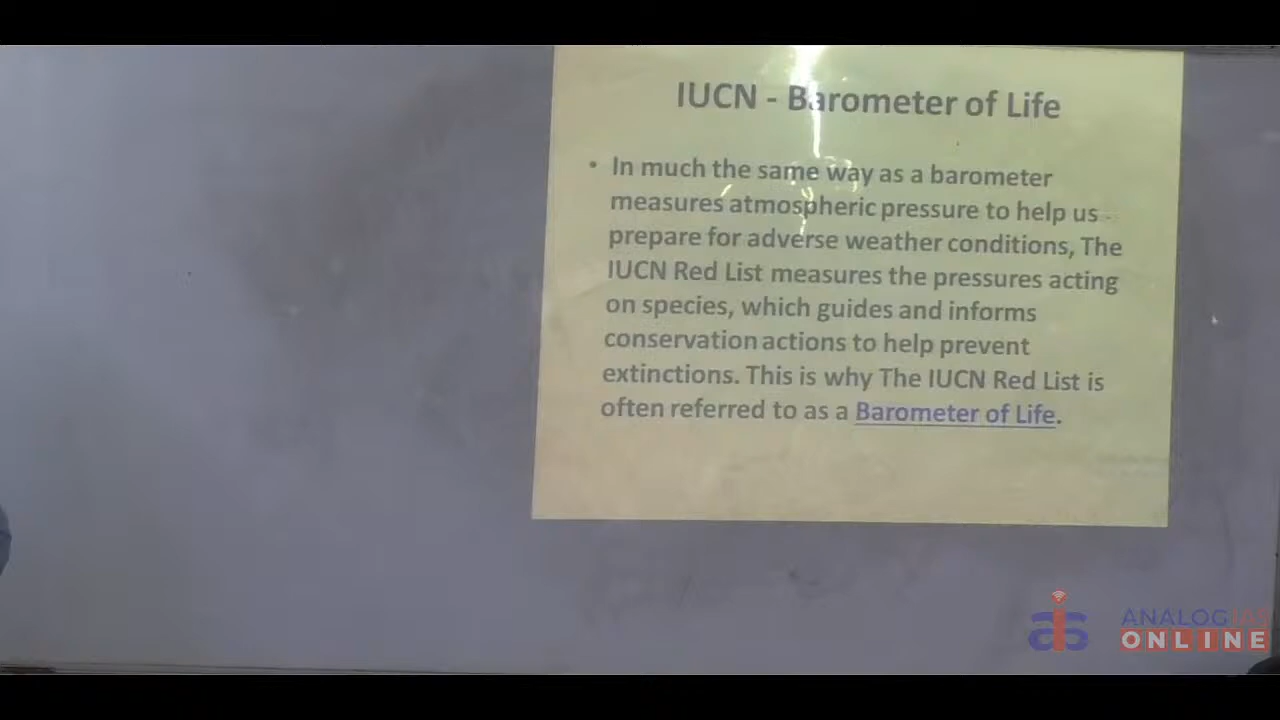 IUCN - Barometer of Life
• In much the same way as a barometer
measures atmospheric pressure to help us
prepare for adverse weather conditions, The
IUCN Red List measures the pressures acting
on species, which guides and informs
conservation actions to help prevent
extinctions. This is why The IUCN Red List is
often referred to as a Barometer of Life.
ANALOG IAS
ONLINE